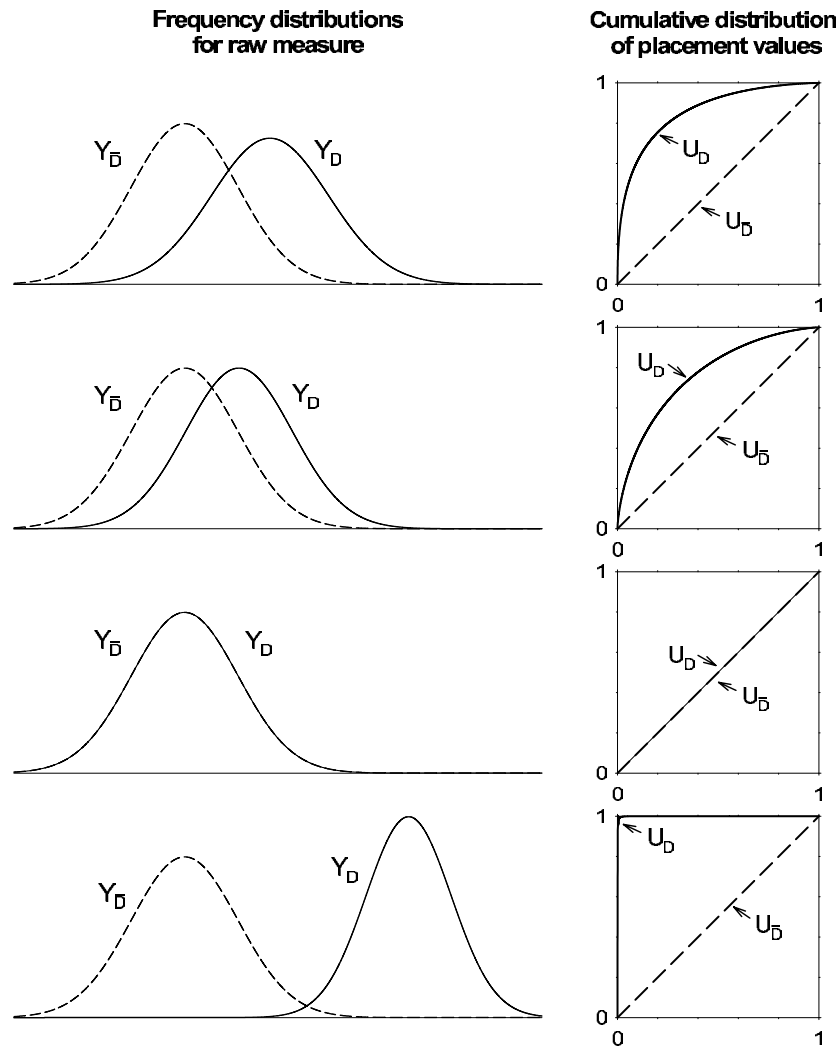 Frequency distributions
for raw measure
Cumulative distribution
of placement values
Y_D̄
Y_D
1
U_D
U_D̄
0
0 1
Y_D̄
Y_D
1
U_D
U_D̄
0
0 1
Y_D̄
Y_D
1
U_D
U_D̄
0
0 1
Y_D̄
Y_D
1
U_D
U_D̄
0
0 1